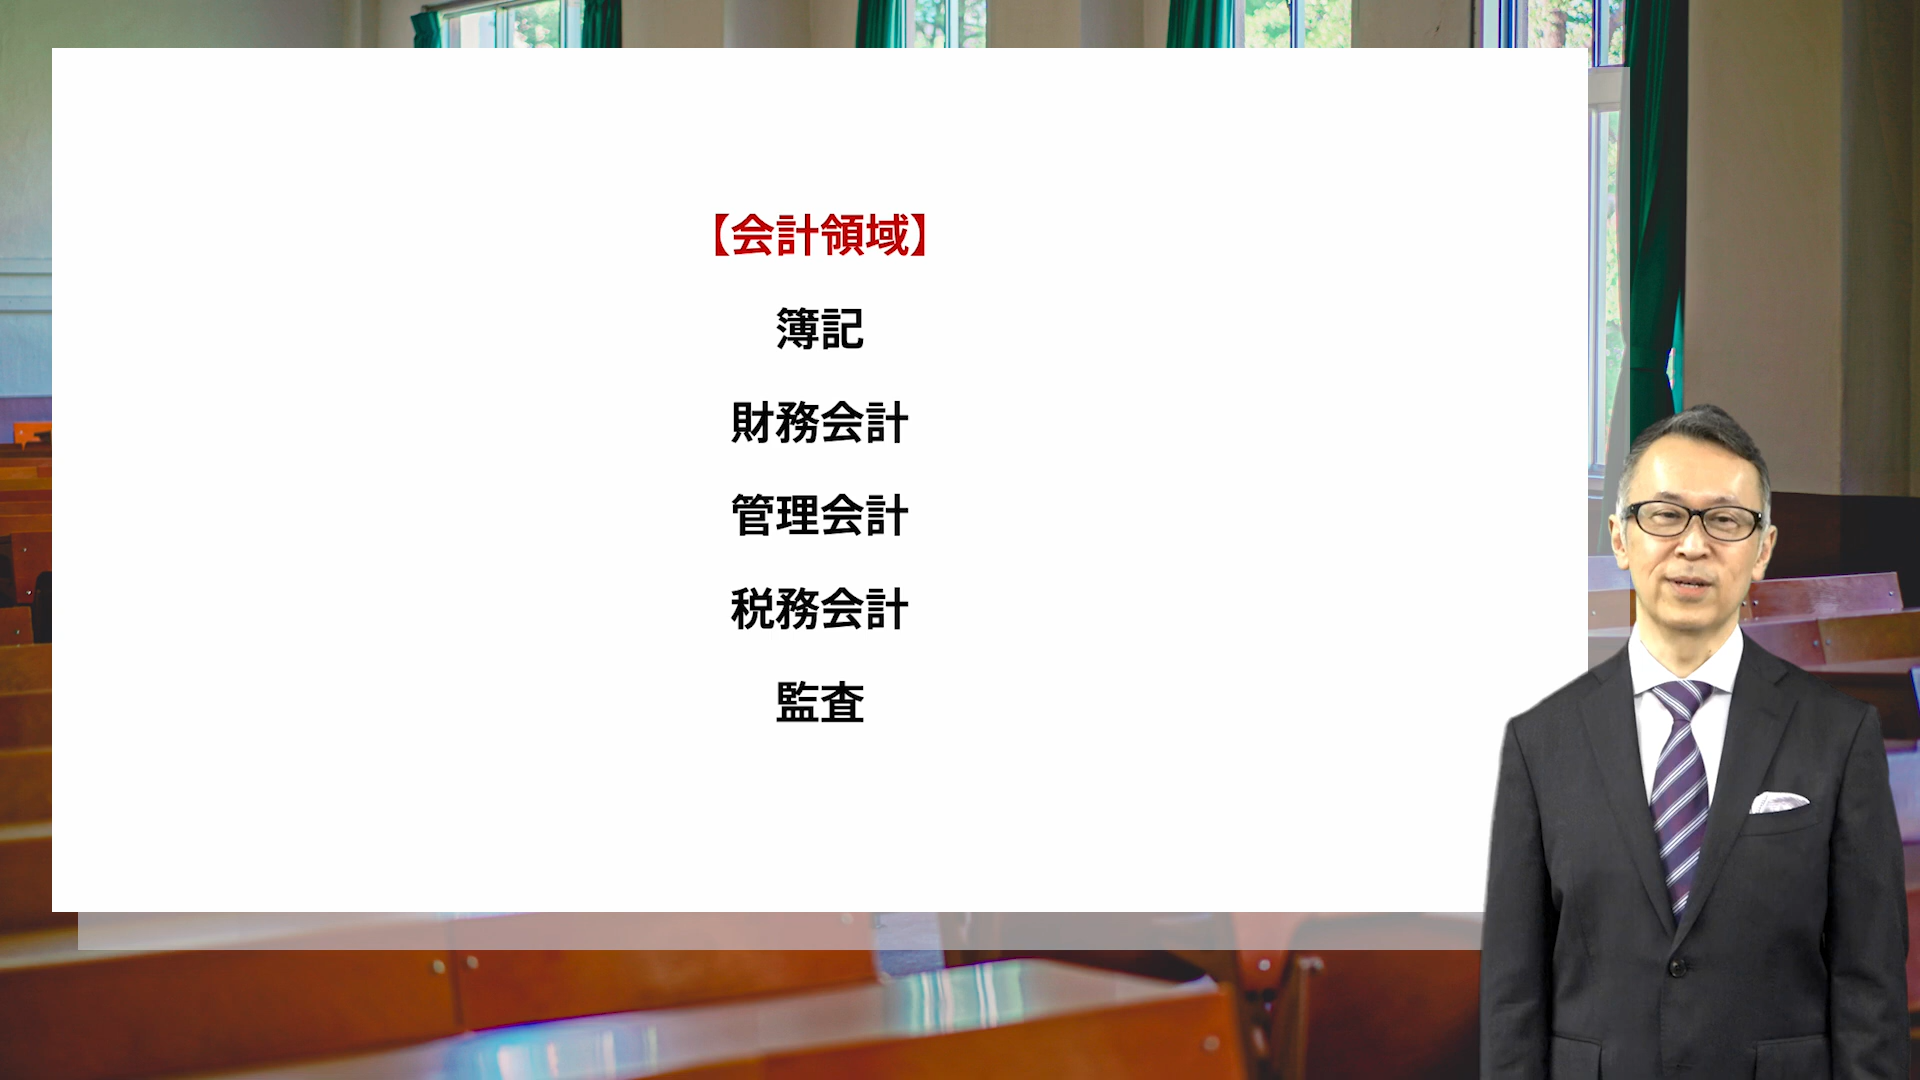 【会計領域】
簿記
財務会計
管理会計
税務会計
監査